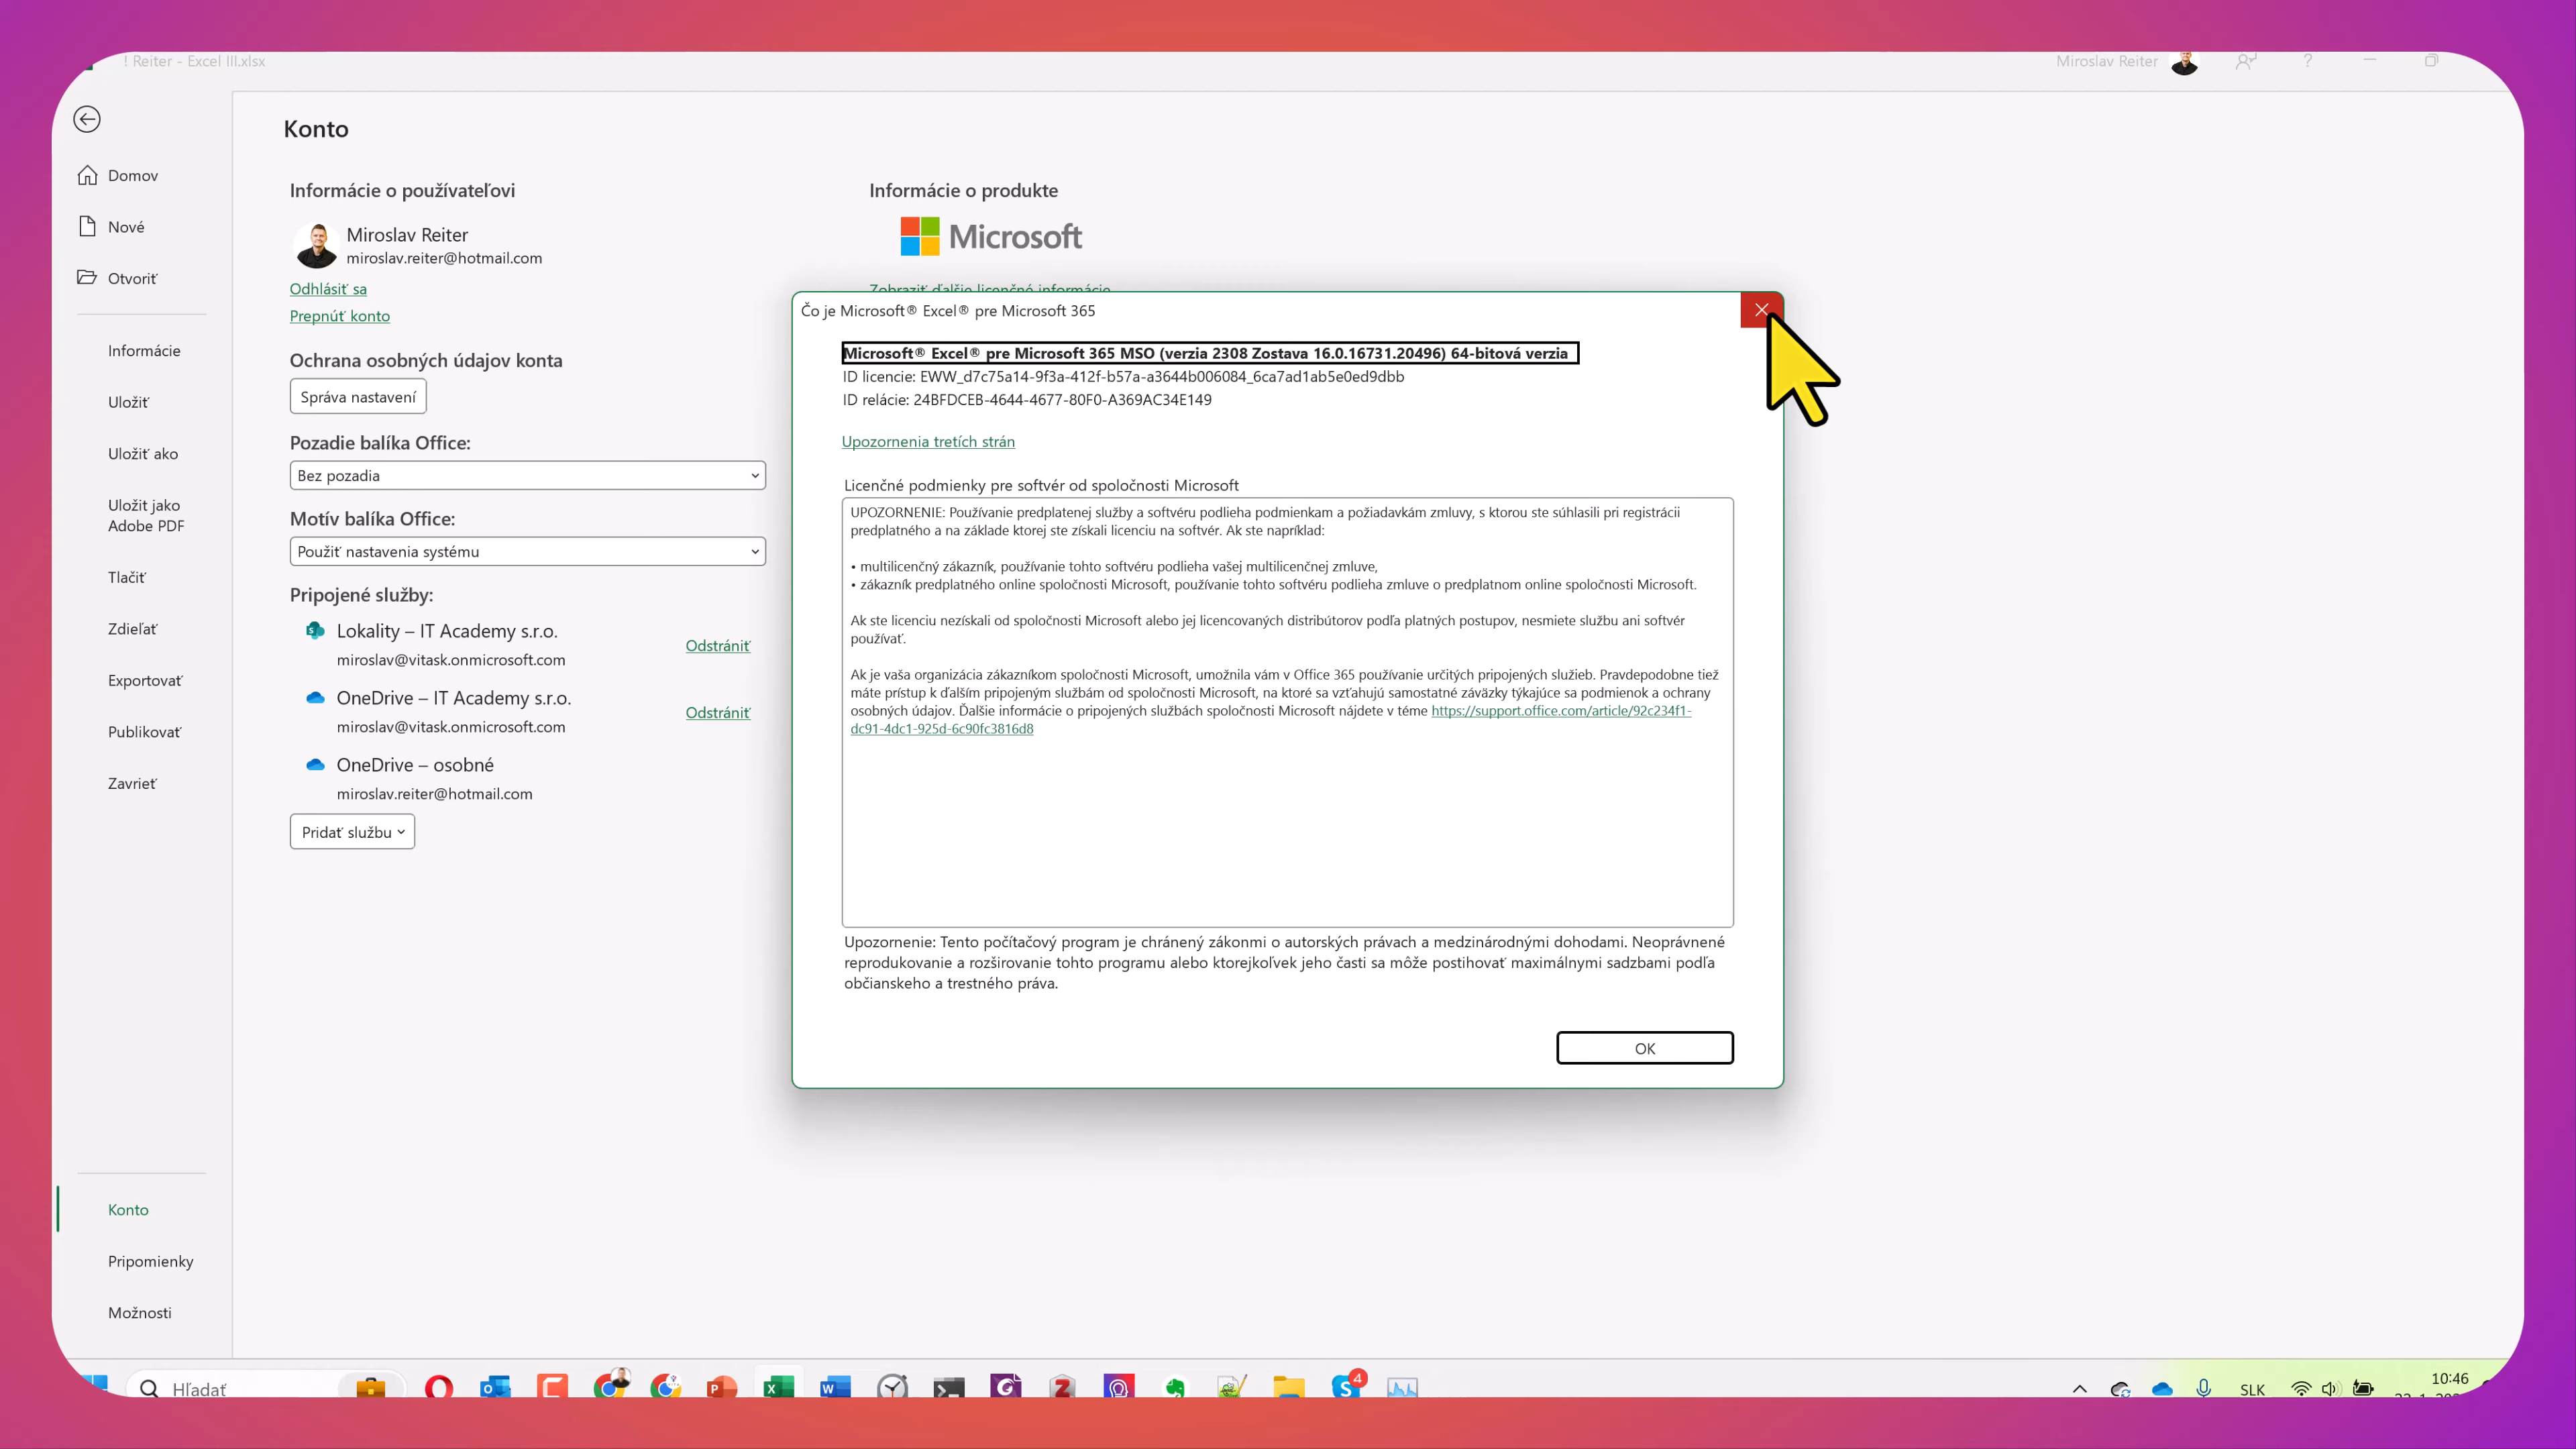 ! Reiter - Excel III.xlsx
Miroslav Reiter
Konto
Domov
Nové
Otvoriť
Informácie
Uložiť
Uložiť ako
Uložit jako
Adobe PDF
Tlačiť
Zdieľať
Exportovať
Publikovať
Zavrieť
Konto
Pripomienky
Možnosti
Informácie o používateľovi
Miroslav Reiter
miroslav.reiter@hotmail.com
Odhlásiť sa
Prepnúť konto
Ochrana osobných údajov konta
Správa nastavení
Pozadie balíka Office:
Bez pozadia
Motív balíka Office:
Použiť nastavenia systému
Pripojené služby:
Lokality – IT Academy s.r.o.
miroslav@vitask.onmicrosoft.com
Odstrániť
OneDrive – IT Academy s.r.o.
miroslav@vitask.onmicrosoft.com
Odstrániť
OneDrive – osobné
miroslav.reiter@hotmail.com
Pridať službu
Informácie o produkte
Microsoft
Zobraziť ďalšie licenčné informácie
Čo je Microsoft® Excel® pre Microsoft 365
Microsoft® Excel® pre Microsoft 365 MSO (verzia 2308 Zostava 16.0.16731.20496) 64-bitová verzia
ID licencie: EWW_d7c75a14-9f3a-412f-b57a-a3644b006084_6ca7ad1ab5e0ed9dbb
ID relácie: 24BFDCEB-4644-4677-80F0-A369AC34E149
Upozornenia tretích strán
Licenčné podmienky pre softvér od spoločnosti Microsoft
UPOZORNENIE: Používanie predplatenej služby a softvéru podlieha podmienkam a požiadavkám zmluvy, s ktorou ste súhlasili pri registrácii
predplatného a na základe ktorej ste získali licenciu na softvér. Ak ste napríklad:
• multilicenčný zákazník, používanie tohto softvéru podlieha vašej multilicenčnej zmluve,
• zákazník predplatného online spoločnosti Microsoft, používanie tohto softvéru podlieha zmluve o predplatnom online spoločnosti Microsoft.
Ak ste licenciu nezískali od spoločnosti Microsoft alebo jej licencovaných distribútorov podľa platných postupov, nesmiete službu ani softvér
používať.
Ak je vaša organizácia zákazníkom spoločnosti Microsoft, umožnila vám v Office 365 používanie určitých pripojených služieb. Pravdepodobne tiež
máte prístup k ďalším pripojeným službám od spoločnosti Microsoft, na ktoré sa vzťahujú samostatné záväzky týkajúce sa podmienok a ochrany
osobných údajov. Ďalšie informácie o pripojených službách spoločnosti Microsoft nájdete v téme https://support.office.com/article/92c234f1-
dc91-4dc1-925d-6c90fc3816d8
Upozornenie: Tento počítačový program je chránený zákonmi o autorských právach a medzinárodnými dohodami. Neoprávnené
reprodukovanie a rozširovanie tohto programu alebo ktorejkoľvek jeho časti sa môže postihovať maximálnymi sadzbami podľa
občianskeho a trestného práva.
OK
Hľadať
4
SLK
10:46